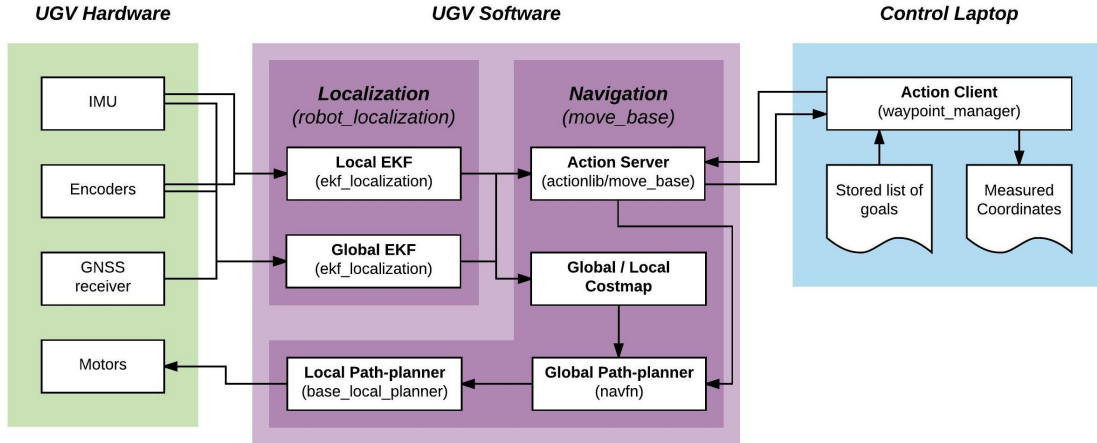 UGV Hardware
UGV Software
Control Laptop
IMU
Encoders
GNSS
receiver
Motors
Localization
(robot_localization)
Local EKF
(ekf_localization)
Global EKF
(ekf_localization)
Navigation
(move_base)
Action Server
(actionlib/move_base)
Global / Local
Costmap
Global Path-planner
(navfn)
Local Path-planner
(base_local_planner)
Action Client
(waypoint_manager)
Stored list of
goals
Measured
Coordinates